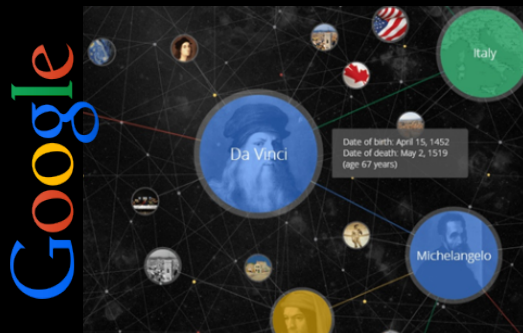 Google
Italy
Da Vinci
Date of birth: April 15, 1452
Date of death: May 2, 1519
(age 67 years)
Michelangelo